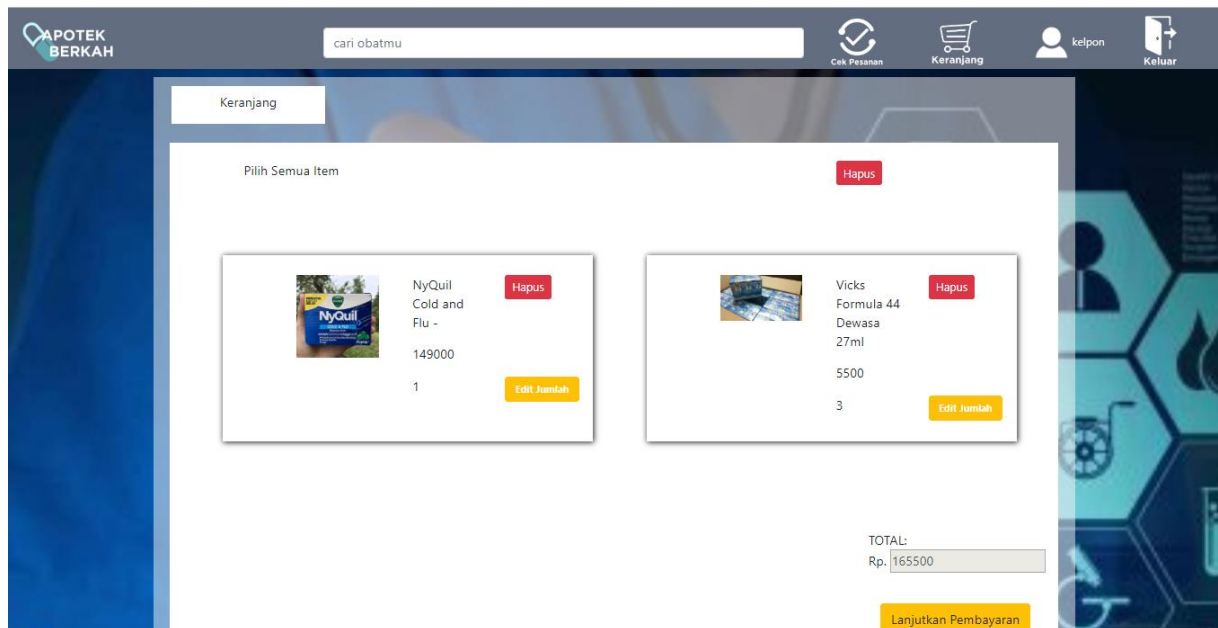 APOTEK
BERKAH
cari obatmu
Cek Pesanan
Keranjang
kelpon
Keluar
Keranjang
Pilih Semua Item
Hapus
NyQuil
NyQuil
Cold and
Flu -
149000
1
Hapus
Edit Jumlah
Vicks
Formula 44
Dewasa
27ml
5500
3
Hapus
Edit Jumlah
TOTAL:
Rp. 165500
Lanjutkan Pembayaran